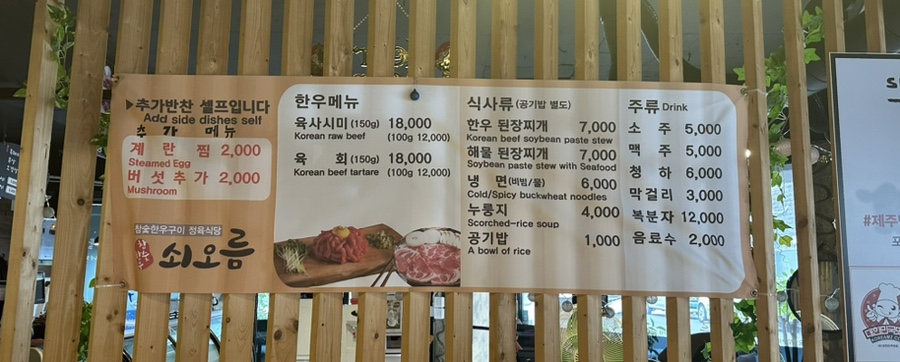 ▶추가반찬 셀프입니다
Add side dishes self
추 가 메 뉴
계 란 찜 2,000
Steamed Egg
버섯추가 2,000
Mushroom
참숯한우구이 정육식당
쇠오름
한우메뉴
육사시미 (150g) 18,000
Korean raw beef (100g 12,000)
육 회 (150g) 18,000
Korean beef tartare (100g 12,000)
식사류 (공기밥 별도)
한우 된장찌개 7,000
Korean beef soybean paste stew
해물 된장찌개 7,000
Soybean paste stew with Seafood
냉 면 (비빔/물) 6,000
Cold/Spicy buckwheat noodles
누룽지 4,000
Scorched-rice soup
공기밥 1,000
A bowl of rice
주류 Drink
소 주 5,000
맥 주 5,000
청 하 6,000
막걸리 3,000
복분자 12,000
음료수 2,000
#제주